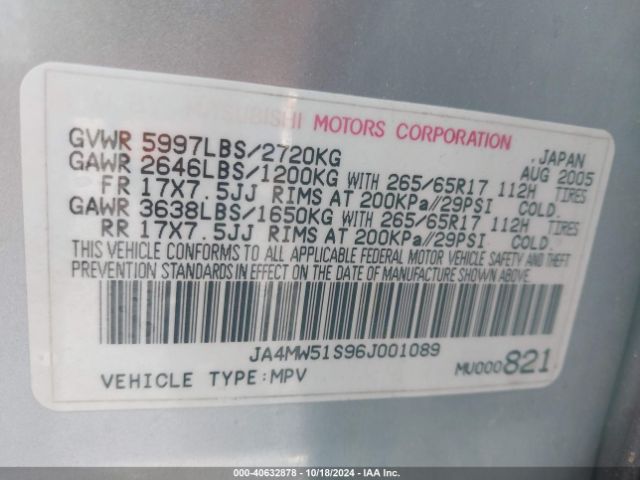 MITSUBISHI MOTORS CORPORATION
GVWR 5997LBS/2720KG .JAPAN
GAWR 2646LBS/1200KG WITH 265/65R17 112H AUG 2005
FR 17X7.5JJ RIMS AT 200KPa//29PSI COLD. TIRES
GAWR 3638LBS/1650KG WITH 265/65R17 112H TIRES
RR 17X7.5JJ RIMS AT 200KPa//29PSI COLD.
THIS VEHICLE CONFORMS TO ALL APPLICABLE FEDERAL MOTOR VEHICLE SAFETY AND THEFT
PREVENTION STANDARDS IN EFFECT ON THE DATE OF MANUFACTURE SHOWN ABOVE.
JA4MW51S96J001089
VEHICLE TYPE:MPV MU000821
000-40632878 - 10/18/2024 - IAA Inc.